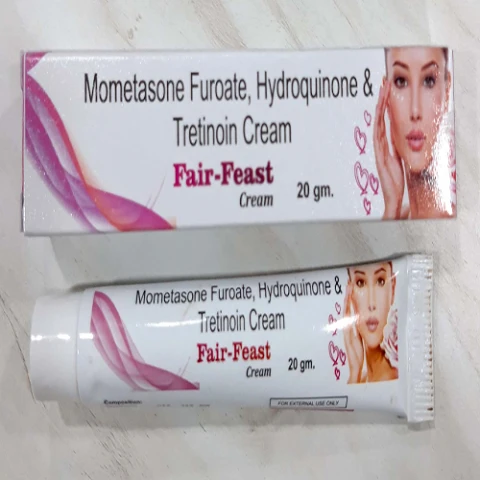 Mometasone Furoate, Hydroquinone &
Tretinoin Cream
Fair-Feast
Cream 20 gm.
Mometasone Furoate, Hydroquinone &
Tretinoin Cream
Fair-Feast
Cream 20 gm.
Composition:
FOR EXTERNAL USE ONLY